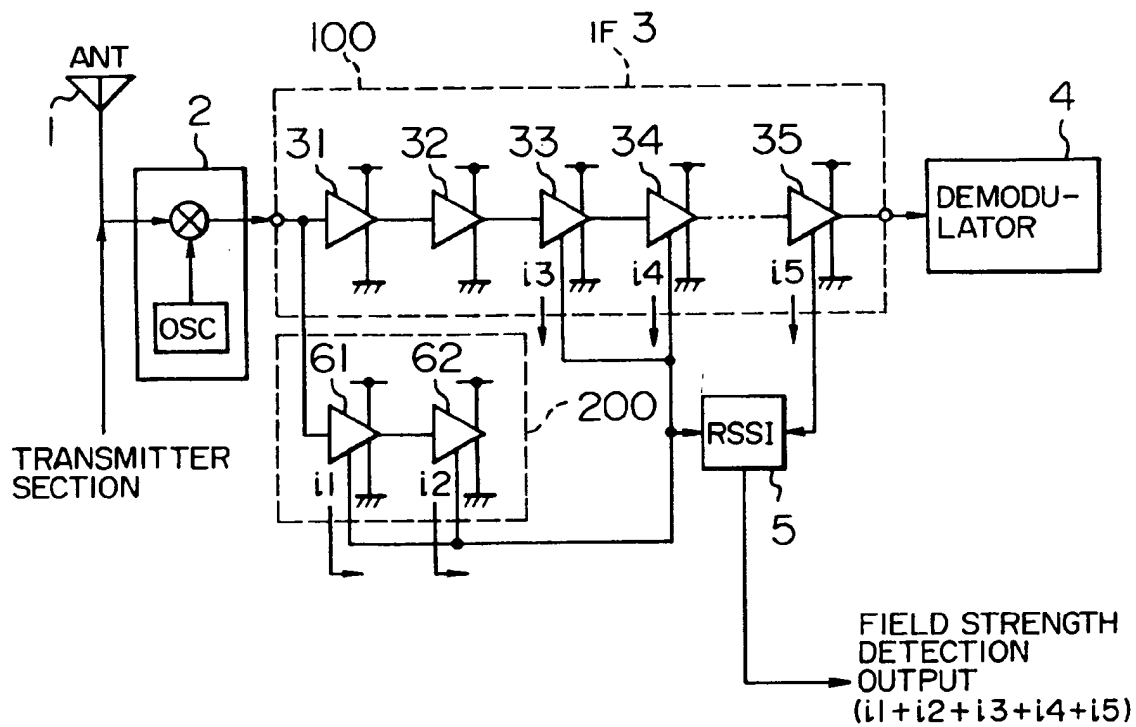 ANT
1
2
OSC
TRANSMITTER
SECTION
100
IF 3
31
32
33
34
35
4
DEMODU-
LATOR
i3
i4
i5
61
62
200
i1
i2
RSSI
5
FIELD STRENGTH
DETECTION
OUTPUT
(i1+i2+i3+i4+i5)